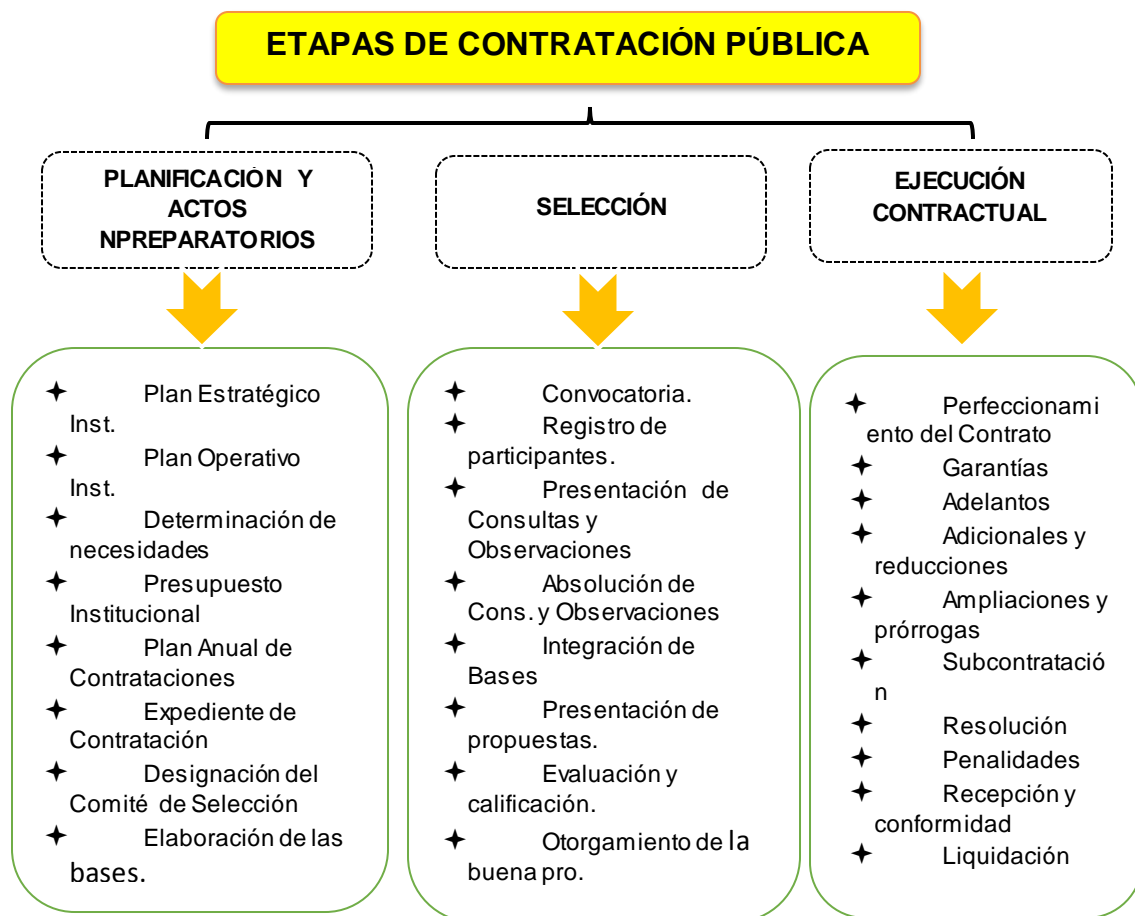 ETAPAS DE CONTRATACIÓN PÚBLICA
PLANIFICACIÓN Y
ACTOS
NPREPARATORIOS
✦ Plan Estratégico
Inst.
✦ Plan Operativo
Inst.
✦ Determinación de
necesidades
✦ Presupuesto
Institucional
✦ Plan Anual de
Contrataciones
✦ Expediente de
Contratación
✦ Designación del
Comité de Selección
✦ Elaboración de las
bases.
SELECCIÓN
✦ Convocatoria.
✦ Registro de
participantes.
✦ Presentación de
Consultas y
Observaciones
✦ Absolución de
Cons. y Observaciones
✦ Integración de
Bases
✦ Presentación de
propuestas.
✦ Evaluación y
calificación.
✦ Otorgamiento de la
buena pro.
EJECUCIÓN
CONTRACTUAL
✦ Perfeccionami
ento del Contrato
✦ Garantías
✦ Adelantos
✦ Adicionales y
reducciones
✦ Ampliaciones y
prórrogas
✦ Subcontratació
n
✦ Resolución
✦ Penalidades
✦ Recepción y
conformidad
✦ Liquidación